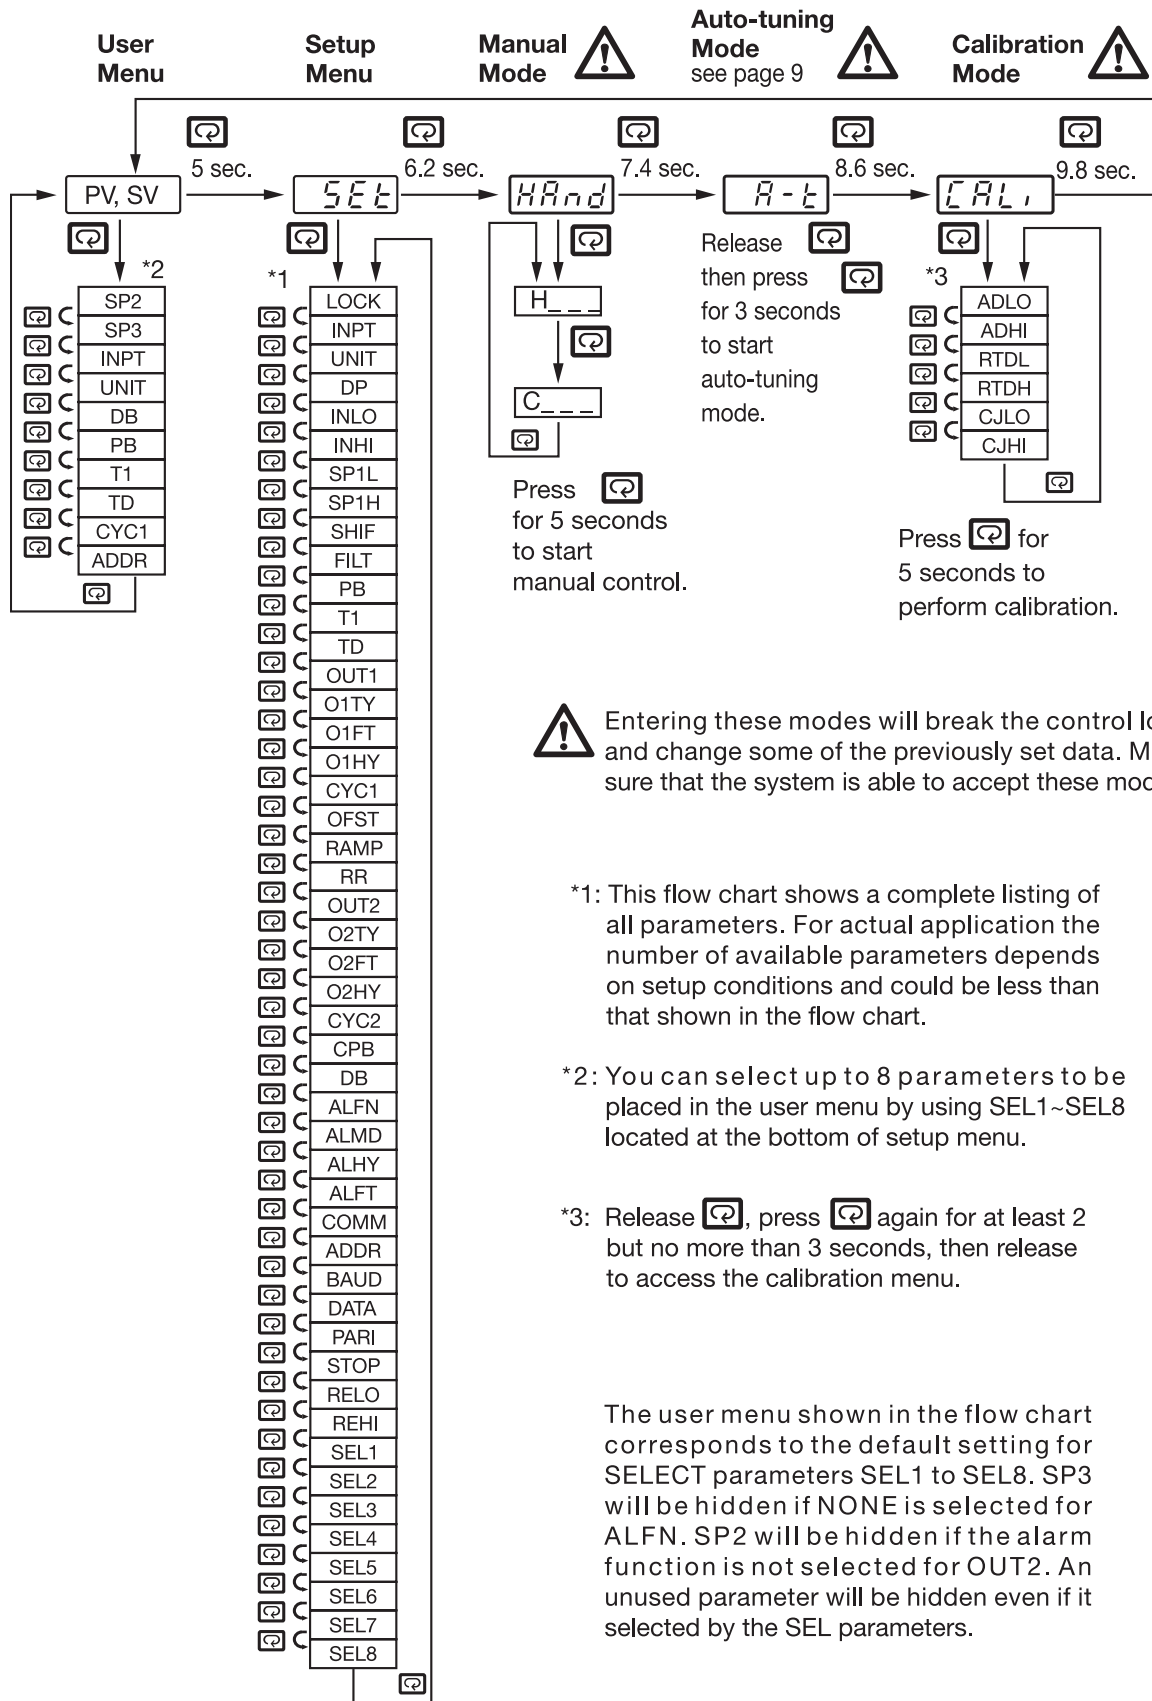 User
Menu
Setup
Menu
Manual
Mode
Auto-tuning
Mode
see page 9
Calibration
Mode
5 sec.
6.2 sec.
7.4 sec.
8.6 sec.
9.8 sec.
PV, SV
SEt
HAnd
A-t
CALi
*2
SP2
SP3
INPT
UNIT
DB
PB
T1
TD
CYC1
ADDR
*1
LOCK
INPT
UNIT
DP
INLO
INHI
SP1L
SP1H
SHIF
FILT
PB
T1
TD
OUT1
O1TY
O1FT
O1HY
CYC1
OFST
RAMP
RR
OUT2
O2TY
O2FT
O2HY
CYC2
CPB
DB
ALFN
ALMD
ALHY
ALFT
COMM
ADDR
BAUD
DATA
PARI
STOP
RELO
REHI
SEL1
SEL2
SEL3
SEL4
SEL5
SEL6
SEL7
SEL8
H_ _ _
C_ _ _
Press
for 5 seconds
to start
manual control.
Release
then press
for 3 seconds
to start
auto-tuning
mode.
*3
ADLO
ADHI
RTDL
RTDH
CJLO
CJHI
Press for
5 seconds to
perform calibration.
Entering these modes will break the control lo
and change some of the previously set data. M
sure that the system is able to accept these mod
*1: This flow chart shows a complete listing of
all parameters. For actual application the
number of available parameters depends
on setup conditions and could be less than
that shown in the flow chart.
*2: You can select up to 8 parameters to be
placed in the user menu by using SEL1~SEL8
located at the bottom of setup menu.
*3: Release , press again for at least 2
but no more than 3 seconds, then release
to access the calibration menu.
The user menu shown in the flow chart
corresponds to the default setting for
SELECT parameters SEL1 to SEL8. SP3
will be hidden if NONE is selected for
ALFN. SP2 will be hidden if the alarm
function is not selected for OUT2. An
unused parameter will be hidden even if it
selected by the SEL parameters.